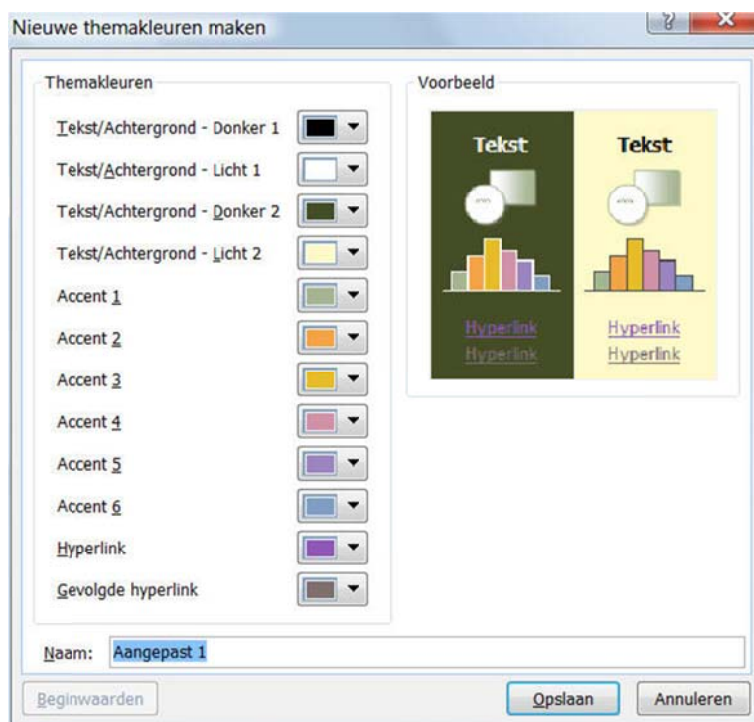 Nieuwe themakleuren maken
?
Themakleuren
Tekst/Achtergrond - Donker 1
Tekst/Achtergrond - Licht 1
Tekst/Achtergrond - Donker 2
Tekst/Achtergrond - Licht 2
Accent 1
Accent 2
Accent 3
Accent 4
Accent 5
Accent 6
Hyperlink
Gevolgde hyperlink
Voorbeeld
Tekst Tekst
Hyperlink Hyperlink
Hyperlink Hyperlink
Naam: Aangepast 1
Beginwaarden Opslaan Annuleren